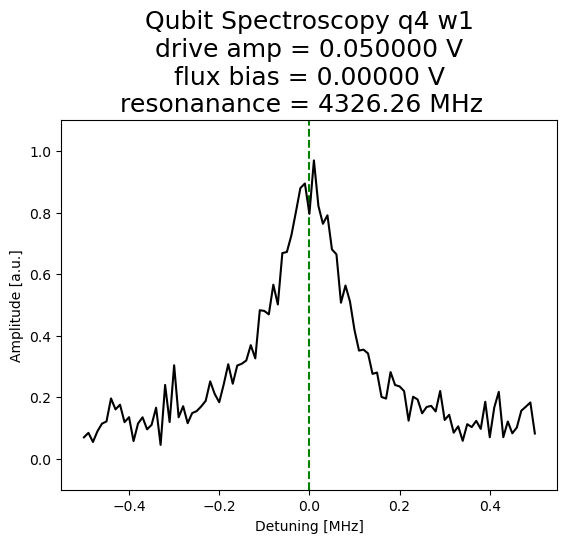 Qubit Spectroscopy q4 w1
drive amp = 0.050000 V
flux bias = 0.00000 V
resonanance = 4326.26 MHz
1.0
0.8
0.6
0.4
0.2
0.0
Amplitude [a.u.]
−0.4
−0.2
0.0
0.2
0.4
Detuning [MHz]